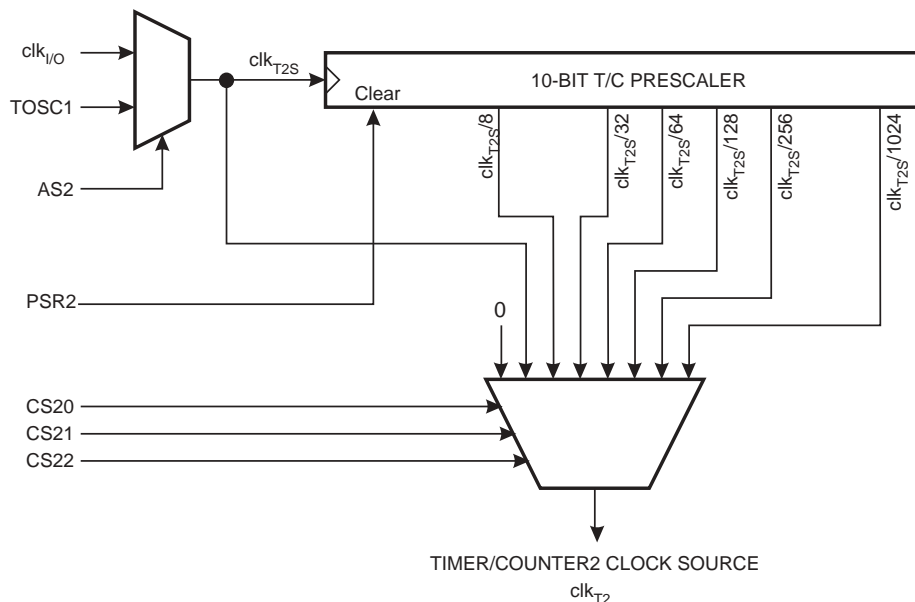 clkI/O
clkT2S
10-BIT T/C PRESCALER
TOSC1
Clear
AS2
clkT2S/8
clkT2S/32
clkT2S/64
clkT2S/128
clkT2S/256
clkT2S/1024
PSR2
0
CS20
CS21
CS22
TIMER/COUNTER2 CLOCK SOURCE
clkT2